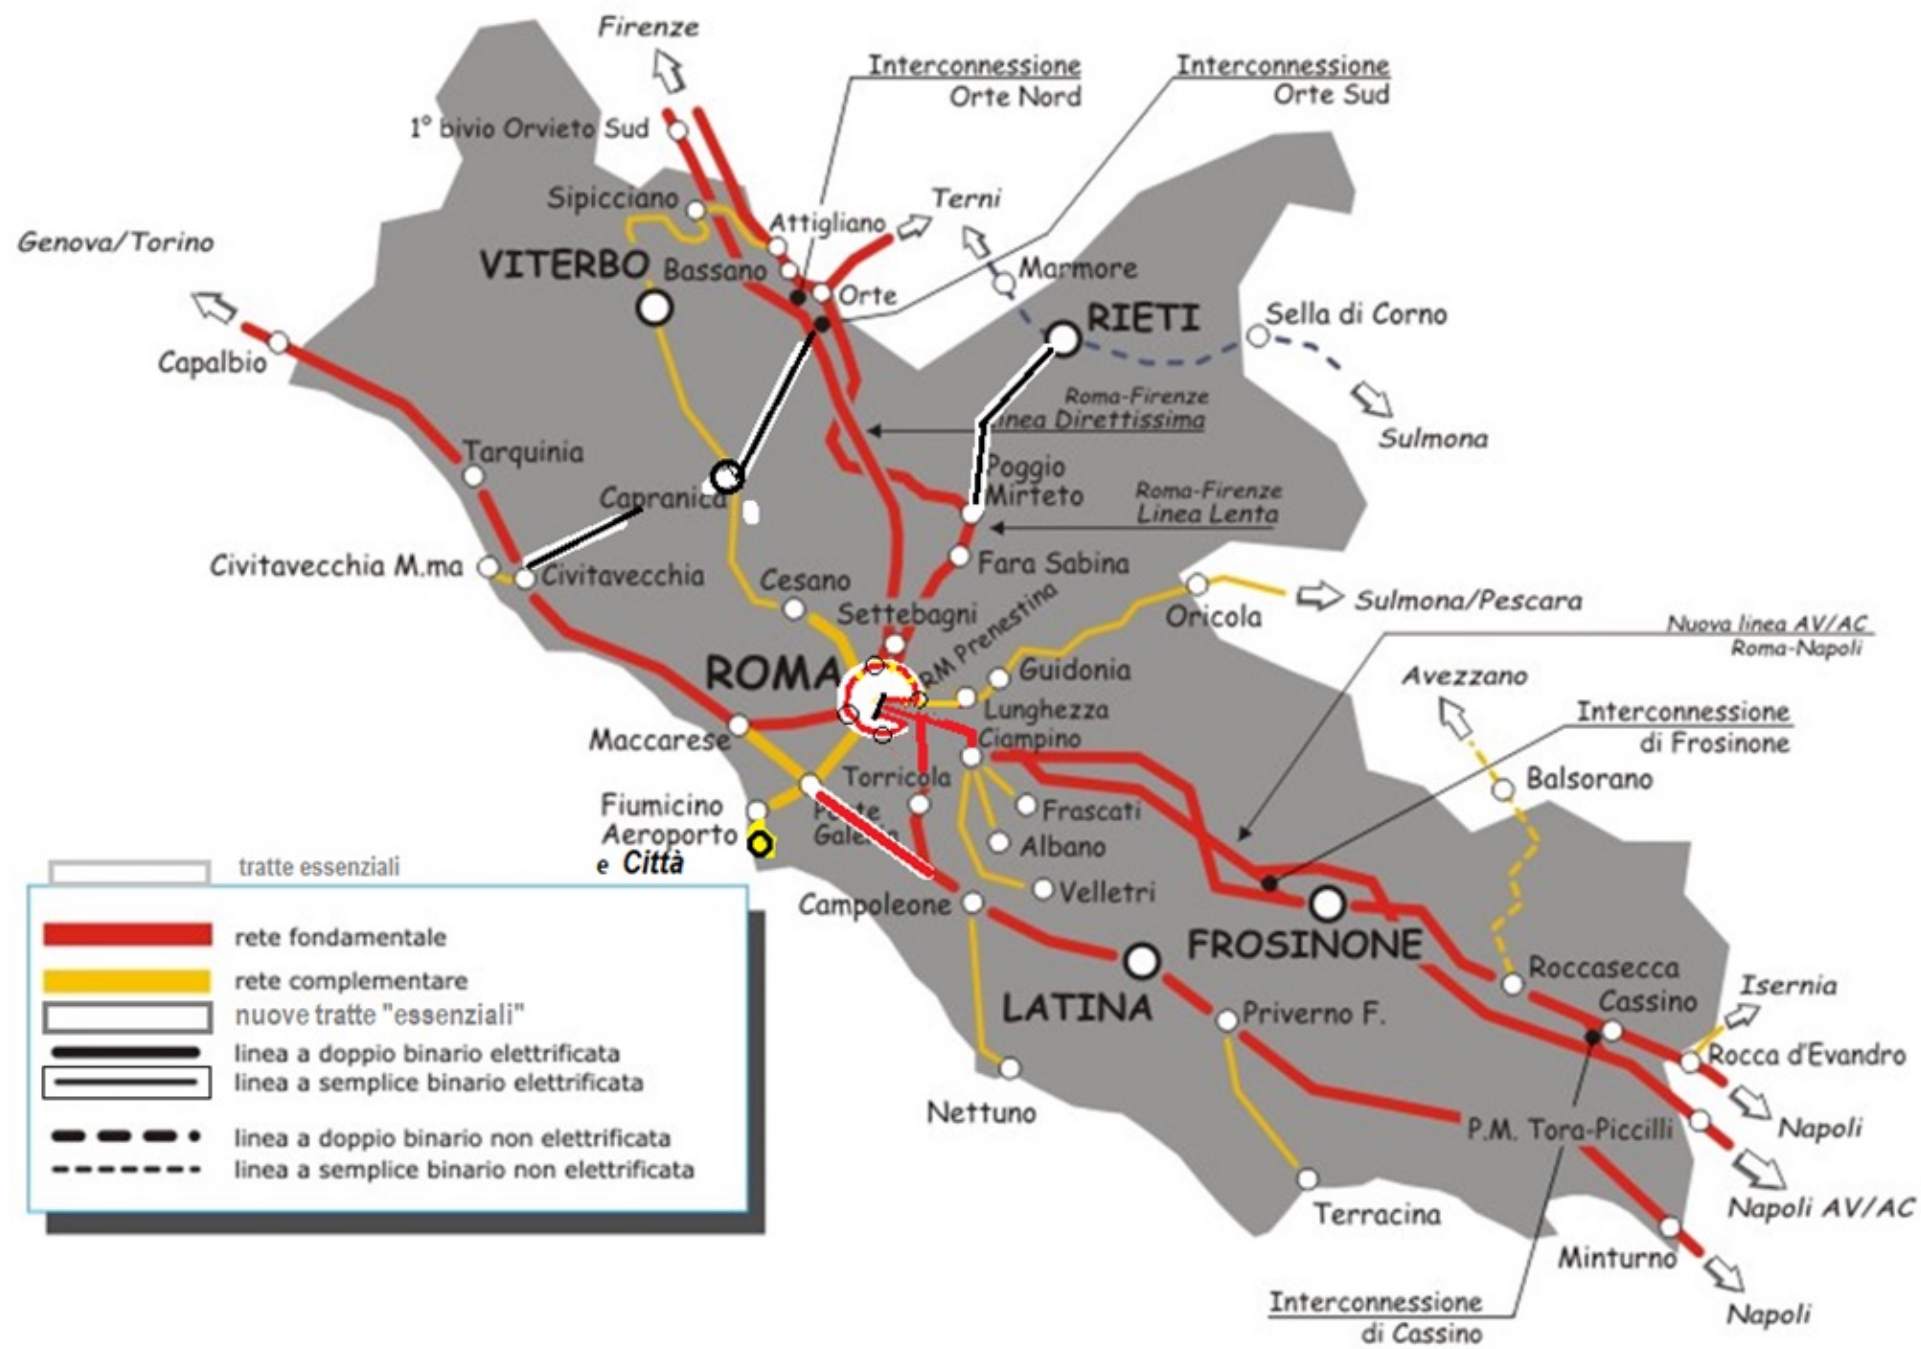 Firenze
Interconnessione
Orte Nord
Interconnessione
Orte Sud
1° bivio Orvieto Sud
Sipicciano
Attigliano
Terni
Genova/Torino
VITERBO
Bassano
Orte
Marmore
RIETI
Sella di Corno
Capalbio
Roma-Firenze
Linea Direttissima
Sulmona
Tarquinia
Capranica
Poggio
Mirteto
Roma-Firenze
Linea Lenta
Civitavecchia M.ma
Civitavecchia
Cesano
Fara Sabina
Settebagni
RM Prenestina
Oricola
Sulmona/Pescara
Nuova linea AV/AC
Roma-Napoli
ROMA
Guidonia
Lunghezza
Avezzano
Maccarese
Ciampino
Interconnessione
di Frosinone
Torricola
Balsorano
Fiumicino
Aeroporto
e Città
Ponte
Galeria
Frascati
Albano
Velletri
Campoleone
FROSINONE
LATINA
Roccasecca
Cassino
Isernia
Priverno F.
Rocca d'Evandro
Nettuno
P.M. Tora-Piccilli
Napoli
Napoli AV/AC
Terracina
Minturno
Interconnessione
di Cassino
Napoli
tratte essenziali
rete fondamentale
rete complementare
nuove tratte "essenziali"
linea a doppio binario elettrificata
linea a semplice binario elettrificata
linea a doppio binario non elettrificata
linea a semplice binario non elettrificata